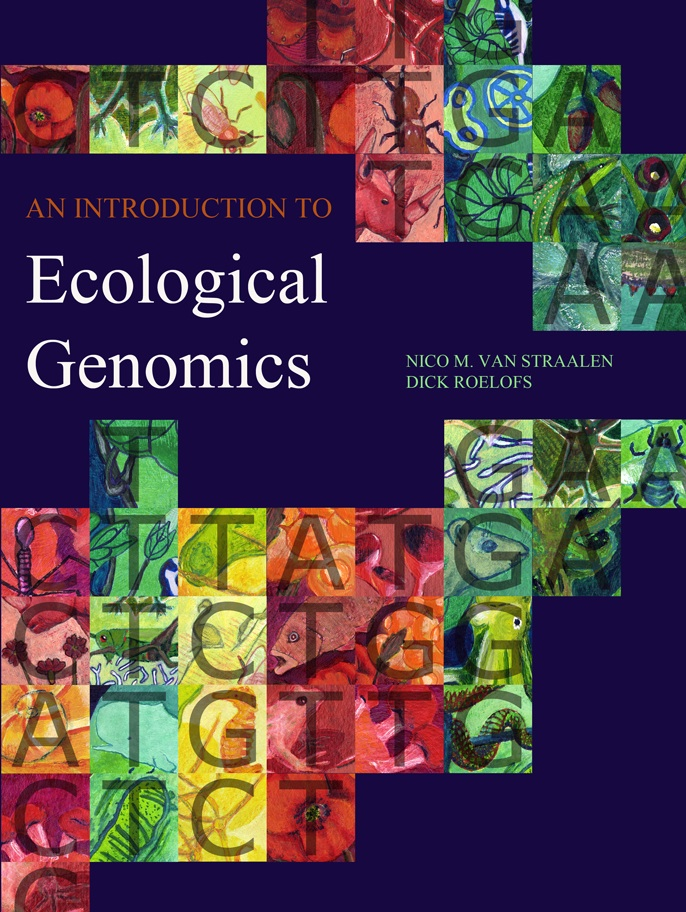 G T C T T G A
T G A A
A A
AN INTRODUCTION TO
Ecological
Genomics
NICO M. VAN STRAALEN
DICK ROELOFS
T G A A
C T T A T G A
G T C T G G
A T G T T G
C T C T